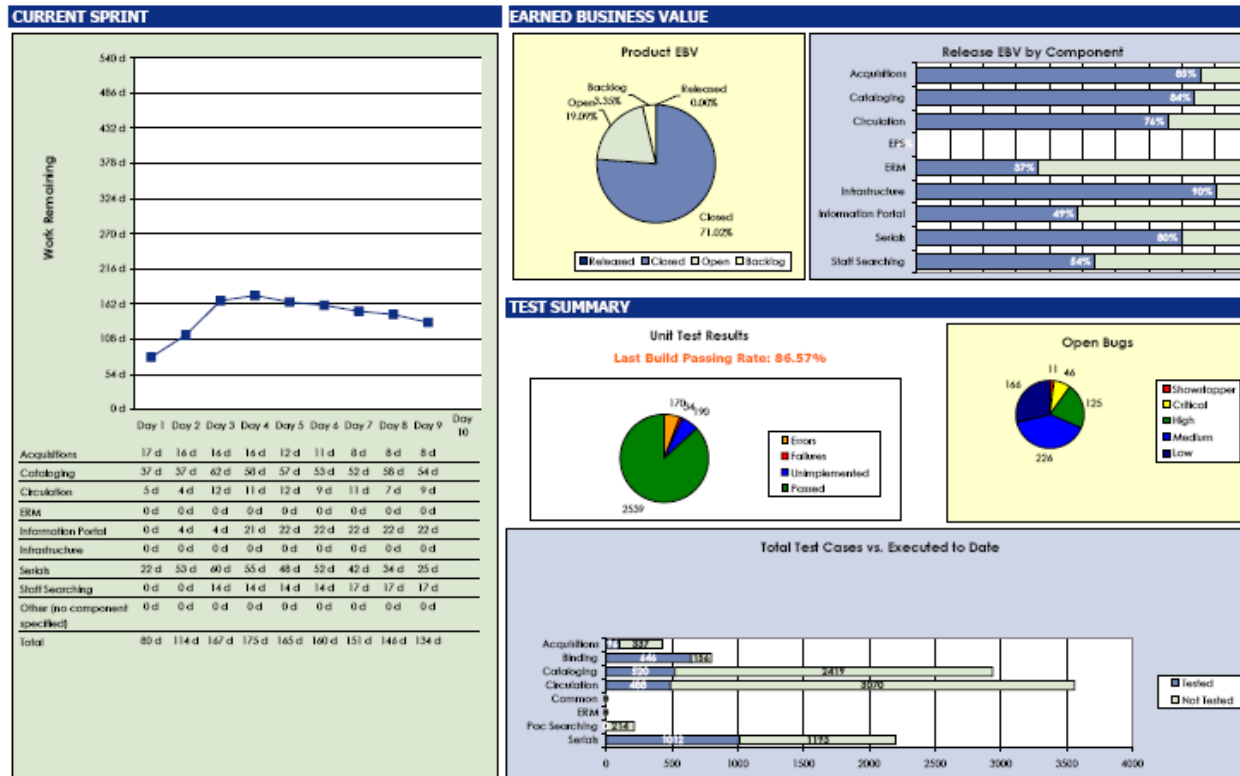 CURRENT SPRINT
Work Remaining
540 d
486 d
432 d
378 d
324 d
270 d
216 d
162 d
108 d
54 d
0 d
Day 1 Day 2 Day 3 Day 4 Day 5 Day 6 Day 7 Day 8 Day 9 Day 10
Acquisitions 17 d 16 d 16 d 16 d 12 d 11 d 8 d 8 d 8 d
Cataloging 37 d 37 d 62 d 58 d 57 d 53 d 52 d 58 d 54 d
Circulation 5 d 4 d 12 d 11 d 12 d 9 d 11 d 7 d 9 d
ERM 0 d 0 d 0 d 0 d 0 d 0 d 0 d 0 d 0 d
Information Portal 0 d 4 d 4 d 21 d 22 d 22 d 22 d 22 d 22 d
Infrastructure 0 d 0 d 0 d 0 d 0 d 0 d 0 d 0 d 0 d
Serials 22 d 53 d 60 d 55 d 48 d 52 d 42 d 34 d 25 d
Staff Searching 0 d 0 d 14 d 14 d 14 d 14 d 17 d 17 d 17 d
Other (no component specified) 0 d 0 d 0 d 0 d 0 d 0 d 0 d 0 d 0 d
Total 80 d 114 d 167 d 175 d 165 d 160 d 151 d 146 d 134 d
EARNED BUSINESS VALUE
Product EBV
Backlog 3.35%
Released 0.00%
Open 19.09%
Closed 71.02%
Released Closed Open Backlog
Release EBV by Component
Acquisitions 85%
Cataloging 84%
Circulation 76%
EPS
ERM 37%
Infrastructure 90%
Information Portal 49%
Serials 80%
Staff Searching 54%
TEST SUMMARY
Unit Test Results
Last Build Passing Rate: 86.57%
170
34
190
2539
Errors
Failures
Unimplemented
Passed
Open Bugs
11
46
125
226
166
Showstopper
Critical
High
Medium
Low
Total Test Cases vs. Executed to Date
Acquisitions 337
Binding 646 156
Cataloging 520 2419
Circulation 3070
Common
ERM
Pac Searching 214
Serials 1012 1193
0 500 1000 1500 2000 2500 3000 3500 4000
Tested
Not Tested